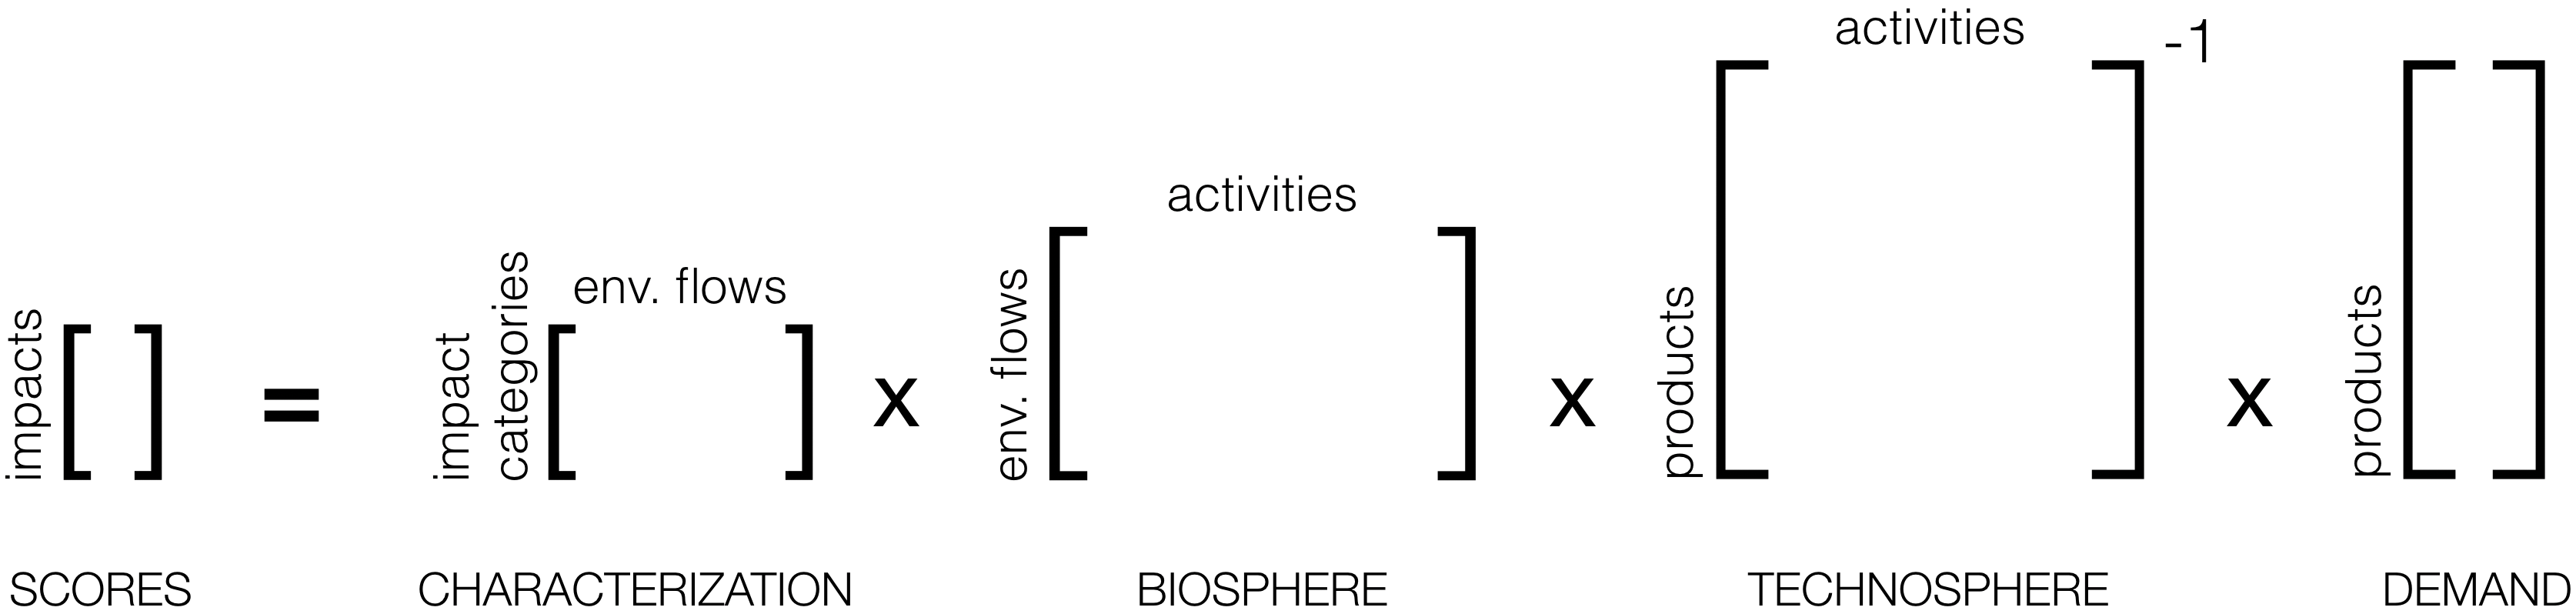 impacts
[ ]
=
impact
categories
env. flows
[ ]
x
env. flows
activities
[ ]
x
products
activities
[ ]
-1
x
products
[ ]
SCORES
CHARACTERIZATION
BIOSPHERE
TECHNOSPHERE
DEMAND